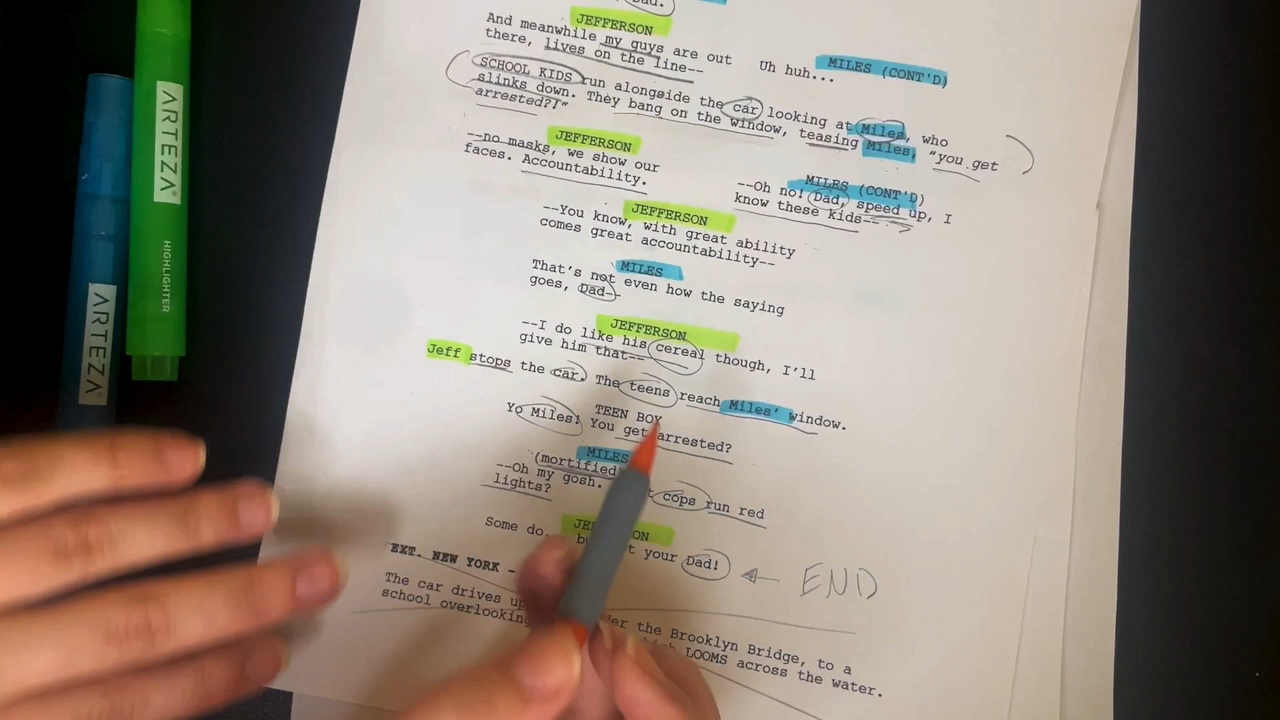 Dad.
JEFFERSON
And meanwhile my guys are out
there, lives on the line--
MILES (CONT'D)
Uh huh...
SCHOOL KIDS run alongside the car looking at Miles, who
slinks down. They bang on the window, teasing Miles, "you get
arrested?!"
JEFFERSON
--no masks, we show our
faces. Accountability.
MILES (CONT'D)
--Oh no! Dad, speed up, I
know these kids--
JEFFERSON
--You know, with great ability
comes great accountability--
MILES
That's not even how the saying
goes, Dad--
JEFFERSON
--I do like his cereal though, I'll
give him that--
Jeff stops the car. The teens reach Miles' window.
TEEN BOY
Yo Miles! You get arrested?
MILES
(mortified
--Oh my gosh. cops run red
lights?
JEFFERSON
Some do. your Dad!
END
EXT. NEW YORK -
The car drives up the Brooklyn Bridge, to a
school overlooking LOOMS across the water.
ARTEZA
HIGHLIGHTER
ARTEZA